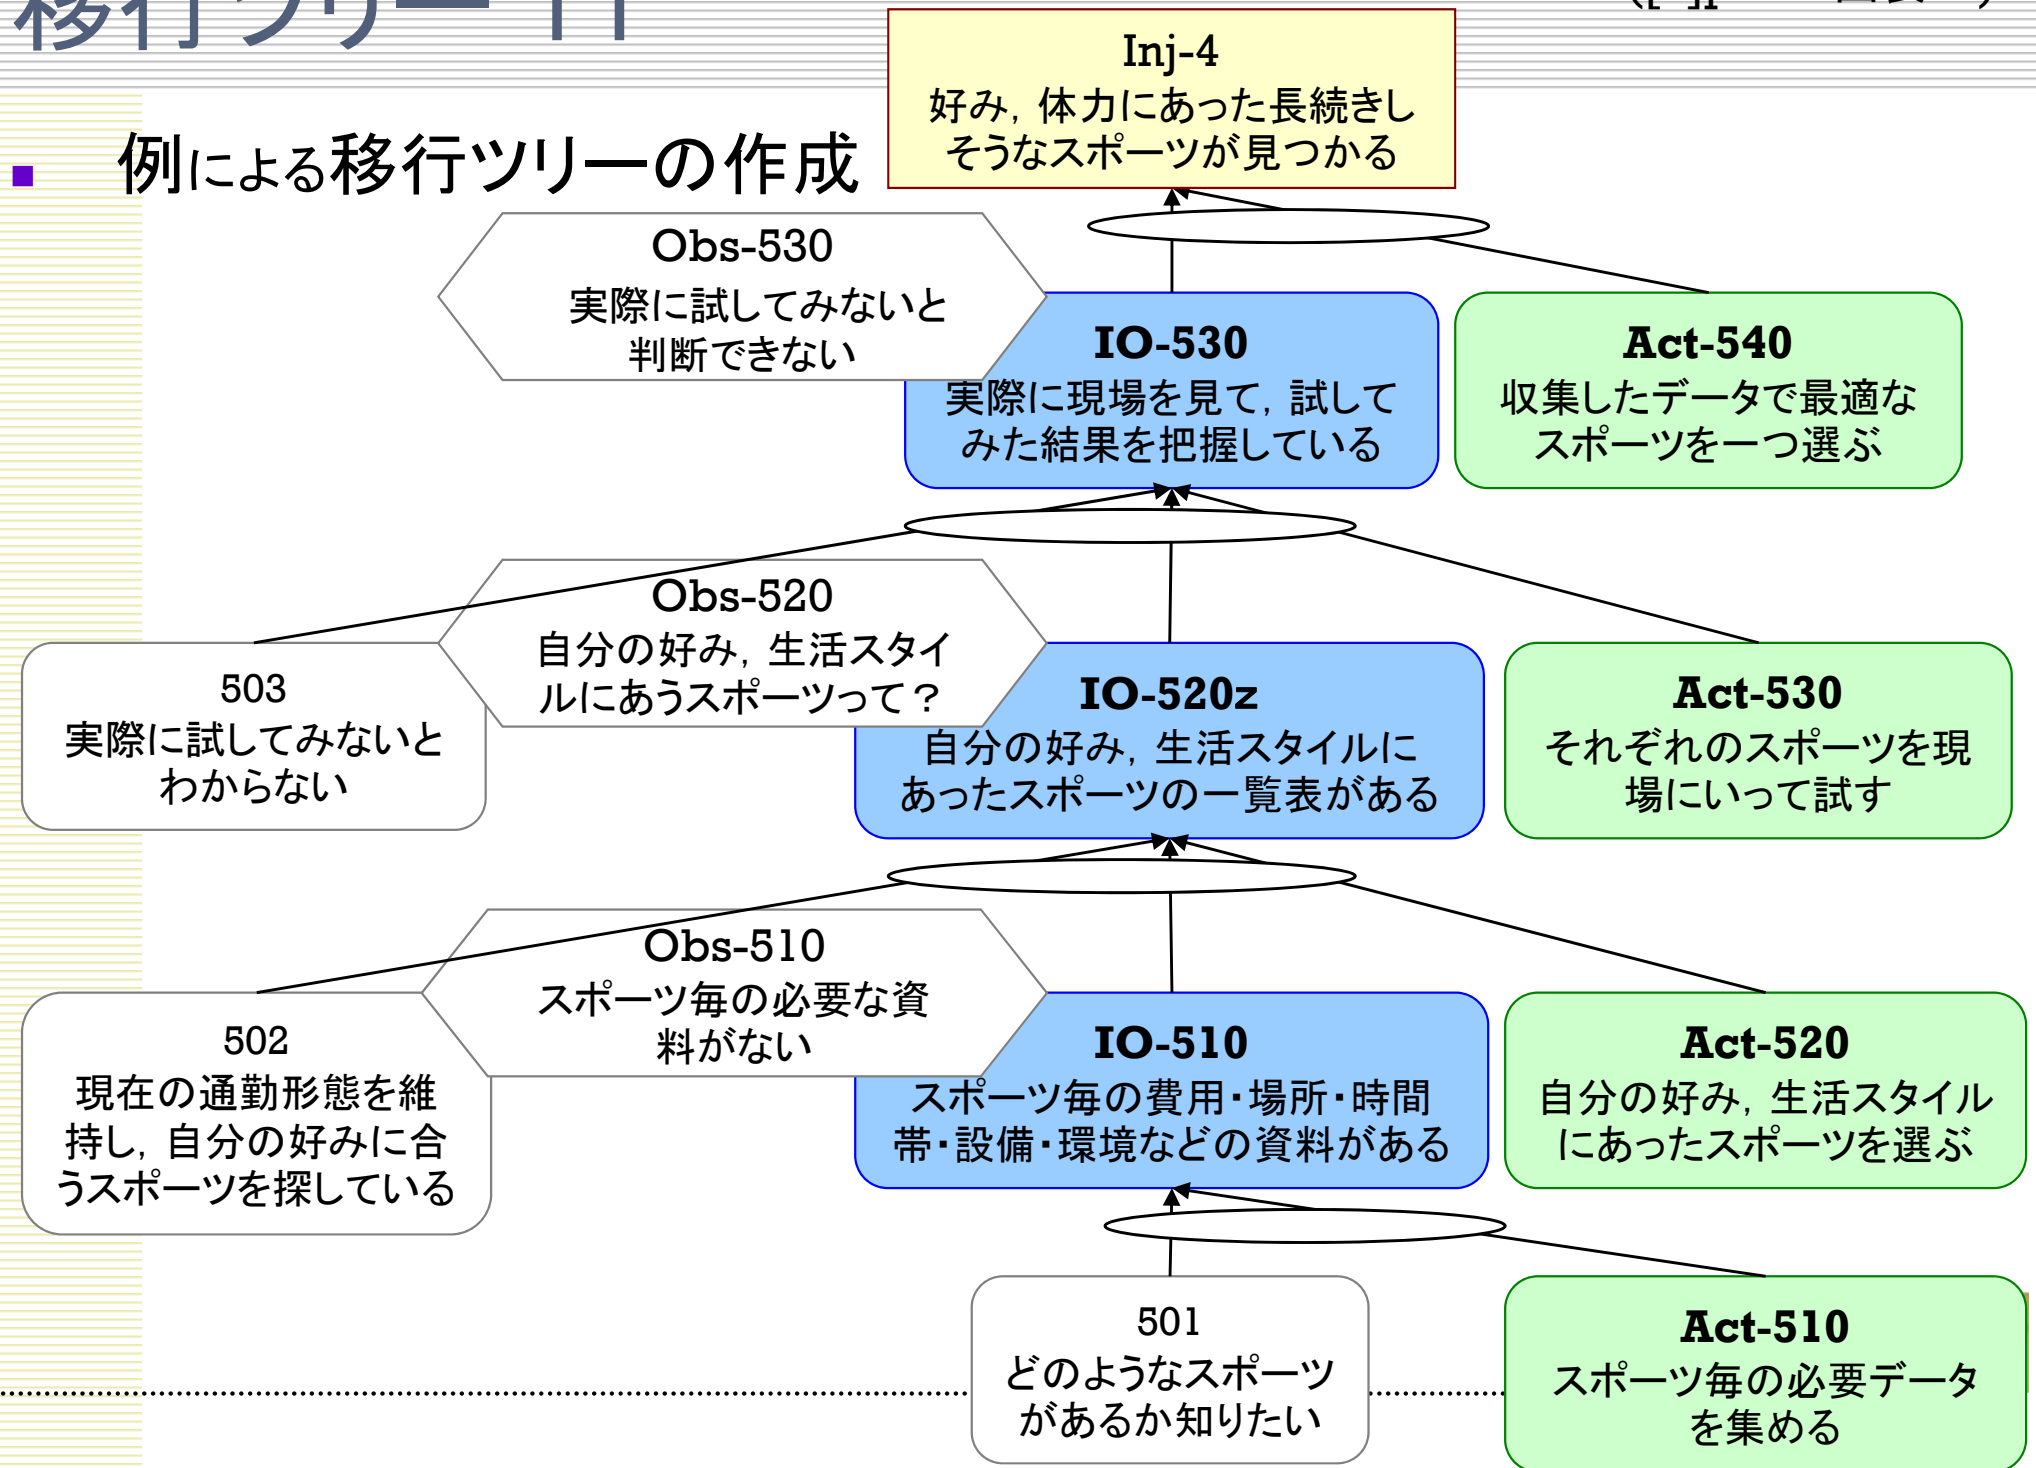 移行ツリー 11
例による移行ツリーの作成
Inj-4
好み，体力にあった長続きし
そうなスポーツが見つかる
Obs-530
実際に試してみないと
判断できない
IO-530
実際に現場を見て，試して
みた結果を把握している
Act-540
収集したデータで最適な
スポーツを一つ選ぶ
503
実際に試してみないと
わからない
Obs-520
自分の好み，生活スタイ
ルにあうスポーツって？
IO-520z
自分の好み，生活スタイルに
あったスポーツの一覧表がある
Act-530
それぞれのスポーツを現
場にいって試す
502
現在の通勤形態を維
持し，自分の好みに合
うスポーツを探している
Obs-510
スポーツ毎の必要な資
料がない
IO-510
スポーツ毎の費用・場所・時間
帯・設備・環境などの資料がある
Act-520
自分の好み，生活スタイル
にあったスポーツを選ぶ
501
どのようなスポーツ
があるか知りたい
Act-510
スポーツ毎の必要データ
を集める